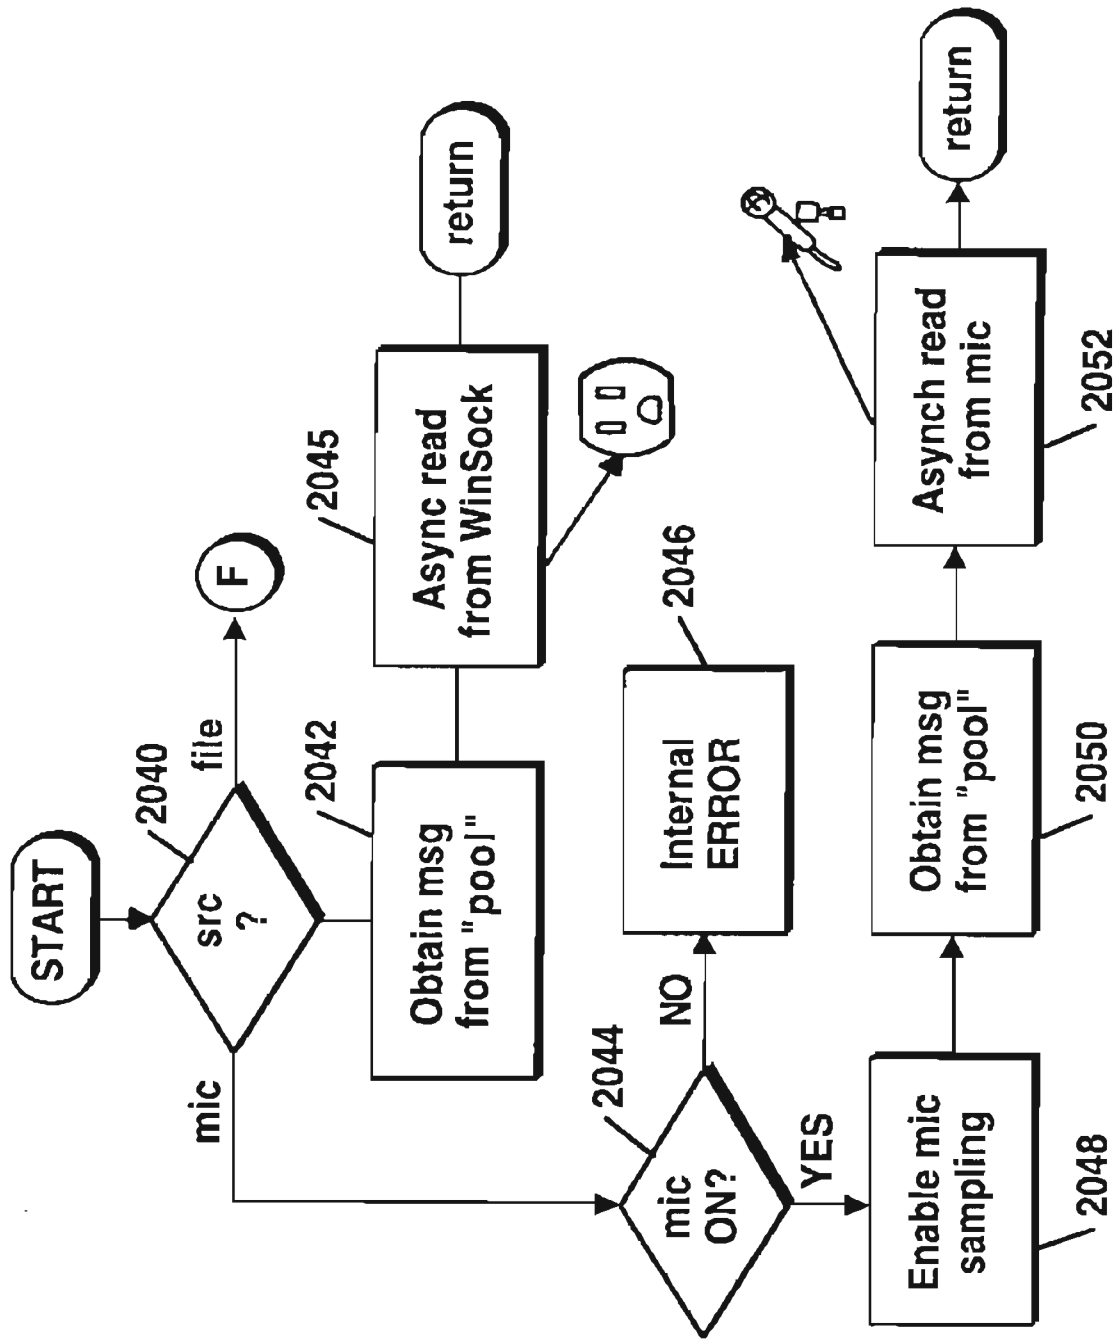 START
2040
src
?
file
F
mic
2042
Obtain msg
from "pool"
2045
Async read
from WinSock
return
2044
mic
ON?
NO
2046
Internal
ERROR
YES
Enable mic
sampling
2048
Obtain msg
from "pool"
2050
Asynch read
from mic
2052
return